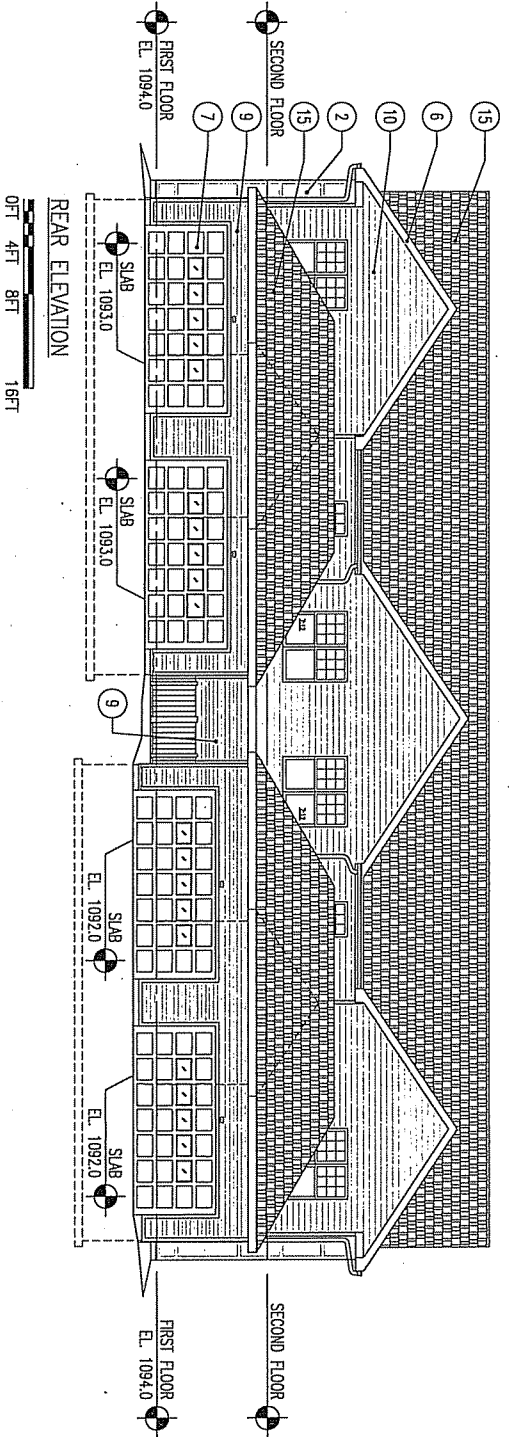 15
6
10
2
15
9
7
SECOND FLOOR
FIRST FLOOR
EL. 1094.0
SECOND FLOOR
FIRST FLOOR
EL. 1094.0
9
SLAB
EL. 1093.0
SLAB
EL. 1093.0
SLAB
EL. 1092.0
SLAB
EL. 1092.0
REAR ELEVATION
0FT 4FT 8FT 16FT